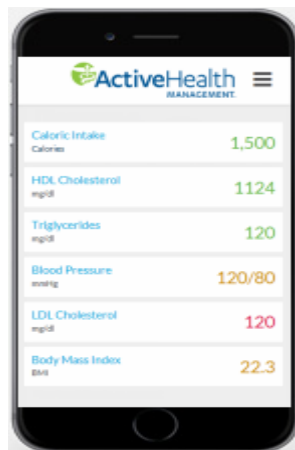 ActiveHealth
MANAGEMENT
Caloric Intake
Calories
1,500
HDL Cholesterol
mg/dl
1124
Triglycerides
mg/dl
120
Blood Pressure
mmHg
120/80
LDL Cholesterol
mg/dl
120
Body Mass Index
BMI
22.3